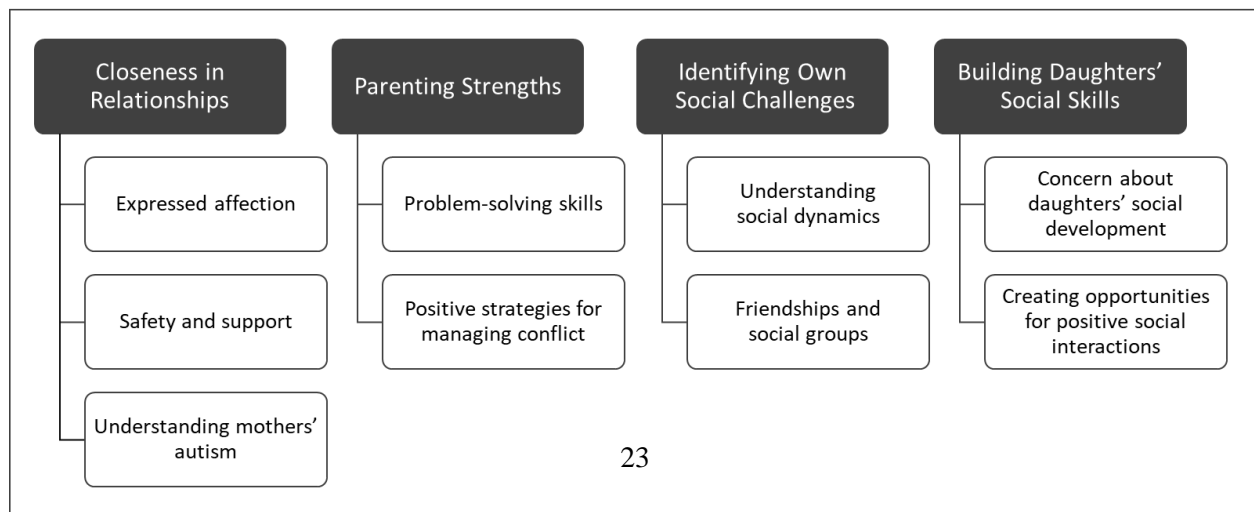 Closeness in
Relationships
Expressed affection
Safety and support
Understanding mothers’
autism
Parenting Strengths
Problem-solving skills
Positive strategies for
managing conflict
Identifying Own
Social Challenges
Understanding
social dynamics
Friendships and
social groups
Building Daughters’
Social Skills
Concern about
daughters’ social
development
Creating opportunities
for positive social
interactions
23